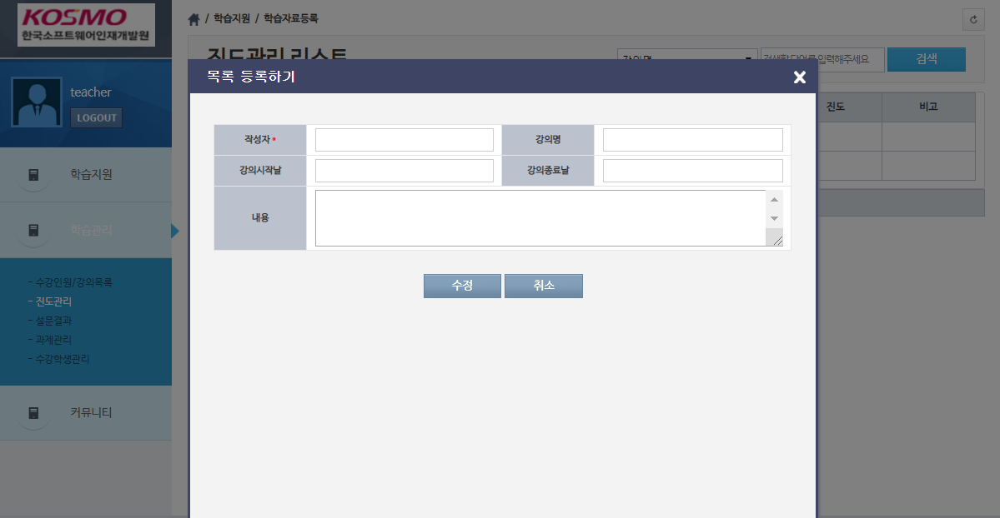 KOSMO
한국소프트웨어인재개발원
/ 학습지원 / 학습자료등록
진도관리 리스트
강의명
검색할단어를 입력해주세요
검색
teacher
LOGOUT
목록 등록하기
진도
비고
작성자 *
강의명
강의시작날
강의종료날
내용
수정
취소
학습지원
학습관리
- 수강인원/강의목록
- 진도관리
- 설문결과
- 과제관리
- 수강학생관리
커뮤니티